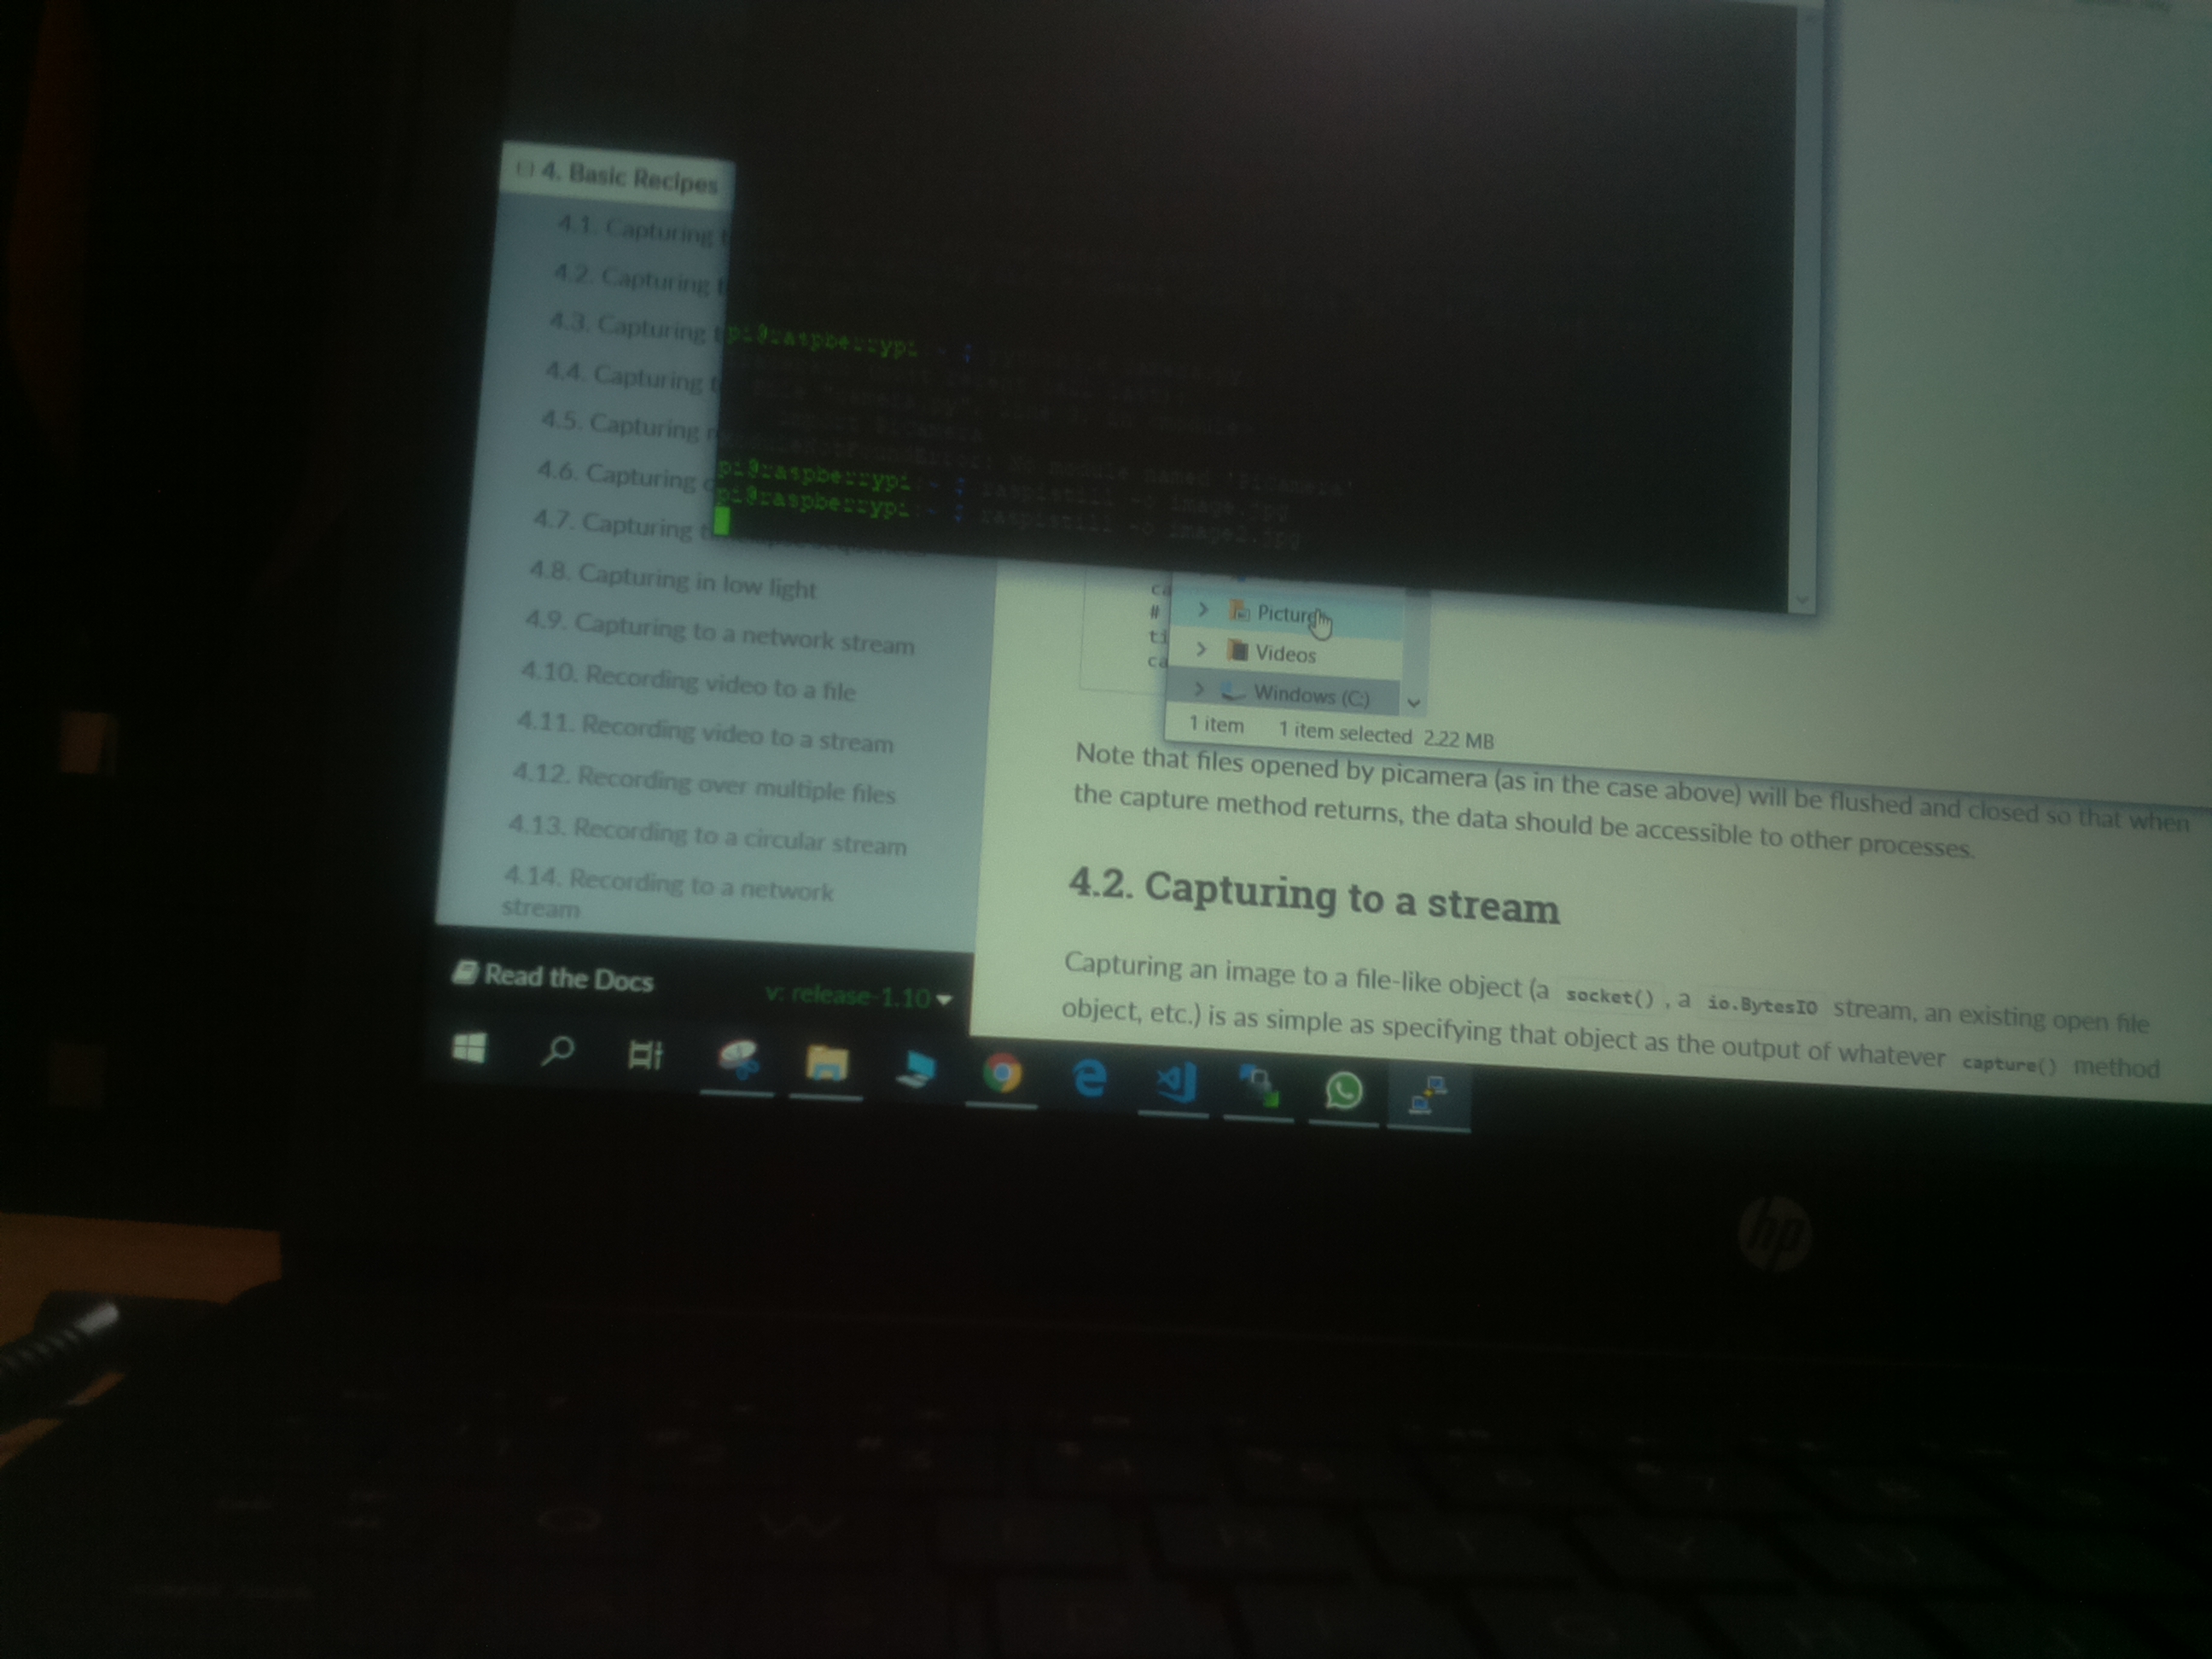 4. Basic Recipes
4.1. Capturing t
4.2. Capturing t
4.3. Capturing t
4.4. Capturing t
4.5. Capturing
4.6. Capturing
4.7. Capturing t
4.8. Capturing in low light
4.9. Capturing to a network stream
4.10. Recording video to a file
4.11. Recording video to a stream
4.12. Recording over multiple files
4.13. Recording to a circular stream
4.14. Recording to a network
stream
Read the Docs
v: release-1.10
pi@raspberrypi:~ $
import PiCamera
ModuleNotFoundError: No module named 'PiCamera'
pi@raspberrypi:~ $ raspistill -o image.jpg
pi@raspberrypi:~ $ raspistill -o image2.jpg
ca
#
ti
ca
Pictures
Videos
Windows (C:)
1 item 1 item selected 2.22 MB
Note that files opened by picamera (as in the case above) will be flushed and closed so that when
the capture method returns, the data should be accessible to other processes.
4.2. Capturing to a stream
Capturing an image to a file-like object (a socket() , a io.BytesIO stream, an existing open file
object, etc.) is as simple as specifying that object as the output of whatever capture() method
hp